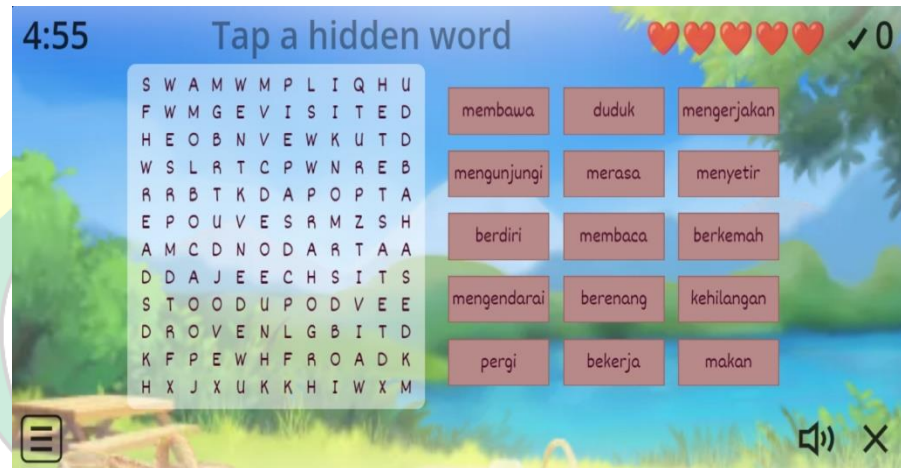 4:55 Tap a hidden word ✓0
S W A M W M P L I Q H U
F W M G E V I S I T E D
H E O B N V E W K U T D
W S L R T C P W N R E B
R R B T K D A P O P T A
E P O U V E S R M Z S H
A M C D N O D A R T A A
D D A J E E C H S I T S
S T O O D U P O D V E E
D R O V E N L G B I T D
K F P E W H F R O A D K
H X J X U K K H I W X M
membawa duduk mengerjakan
mengunjungi merasa menyetir
berdiri membaca berkemah
mengendarai berenang kehilangan
pergi bekerja makan